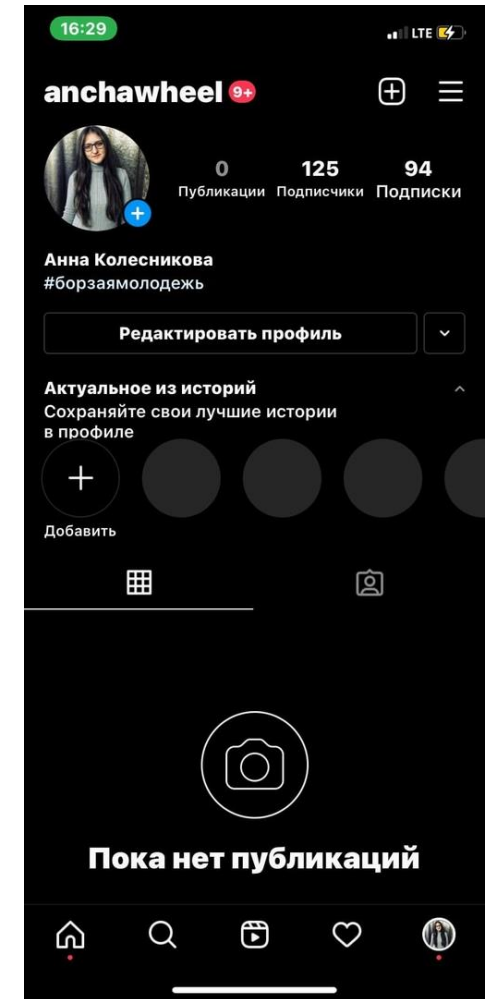 16:29
LTE
anchawheel 9+
0 125 94
Публикации Подписчики Подписки
Анна Колесникова
#борзаямолодежь
Редактировать профиль
Актуальное из историй
Сохраняйте свои лучшие истории
в профиле
Добавить
Пока нет публикаций